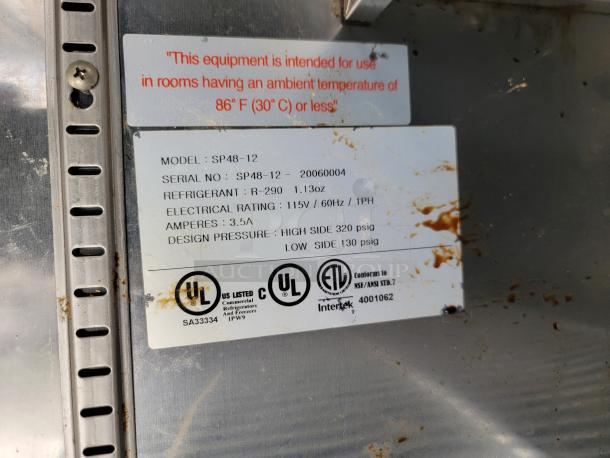 "This equipment is intended for use
in rooms having an ambient temperature of
86° F (30° C) or less"
MODEL : SP48-12
SERIAL NO : SP48-12 - 20060004
REFRIGERANT : R-290 1.13oz
ELECTRICAL RATING : 115V / 60Hz / 1PH
AMPERES : 3.5A
DESIGN PRESSURE : HIGH SIDE 320 psig
LOW SIDE 130 psig
UL
US LISTED
Commercial
Refrigerators
And Freezers
1PW9
SA33334
C
UL
ETL
Intertek
Conforms to
NSF/ANSI STD.7
4001062